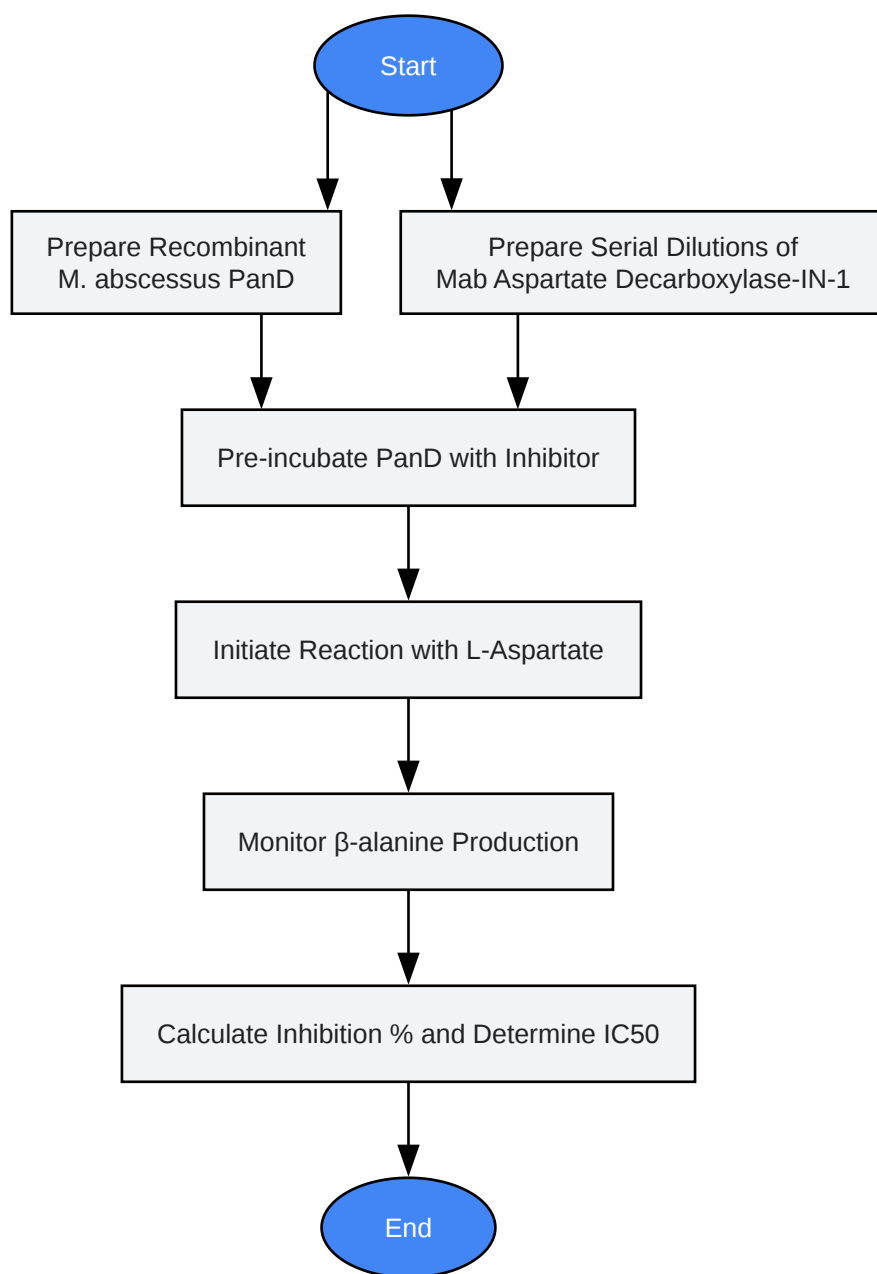 Start
Prepare Recombinant
M. abscessus PanD
Prepare Serial Dilutions of
Mab Aspartate Decarboxylase-IN-1
Pre-incubate PanD with Inhibitor
Initiate Reaction with L-Aspartate
Monitor β-alanine Production
Calculate Inhibition % and Determine IC50
End